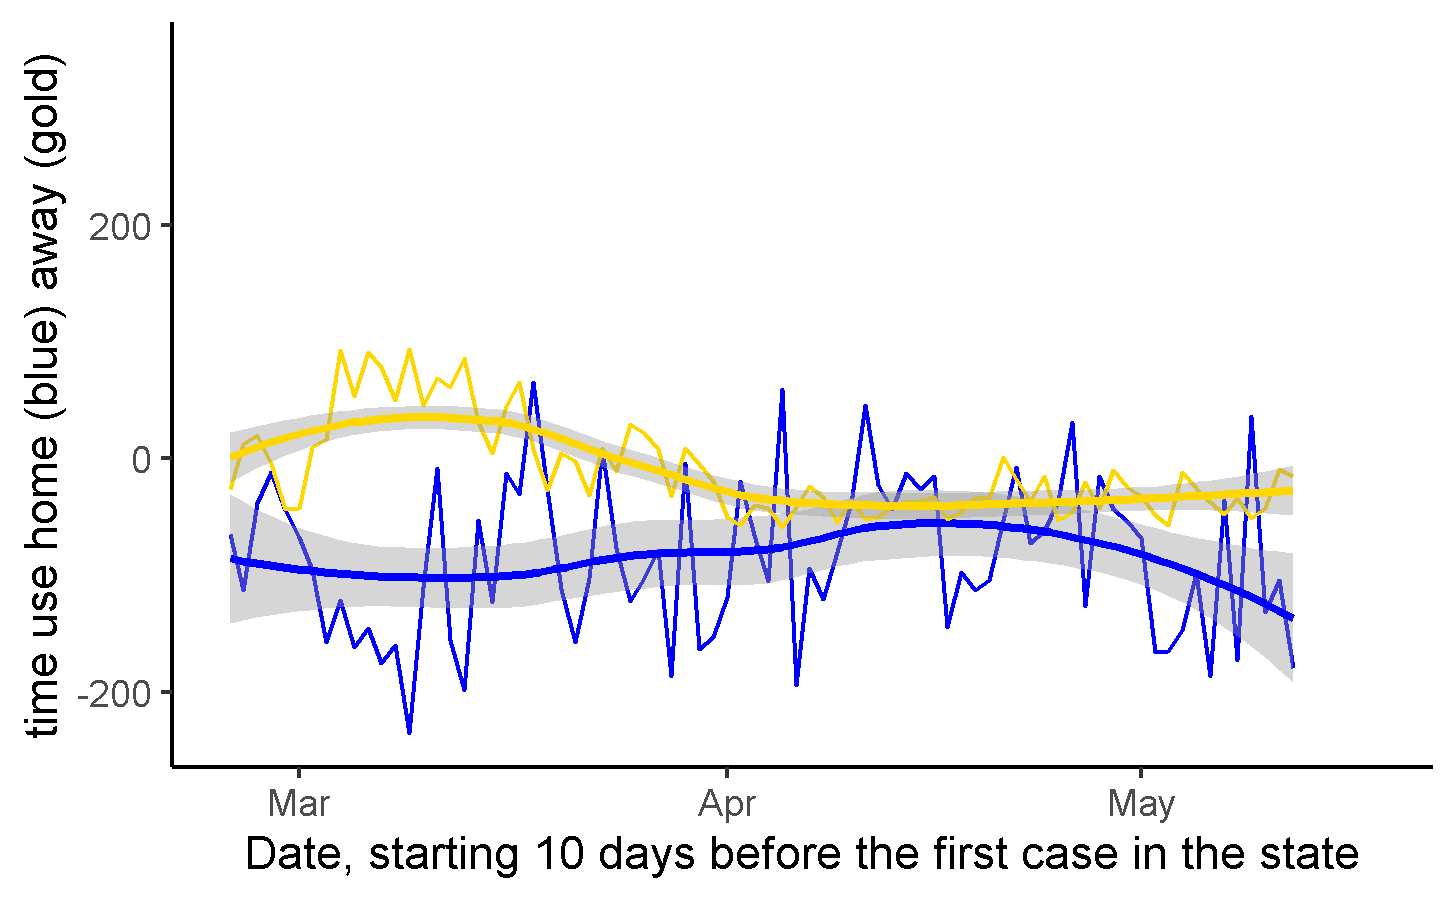 time use home (blue) away (gold)
200
0
-200
Mar
Apr
May
Date, starting 10 days before the first case in the state